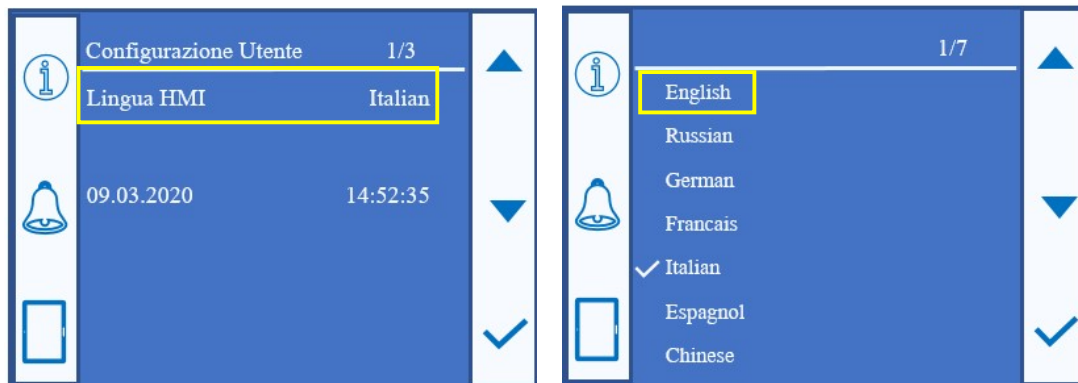 Configurazione Utente 1/3
Lingua HMI Italian
09.03.2020 14:52:35
1/7
English
Russian
German
Francais
Italian
Espagnol
Chinese